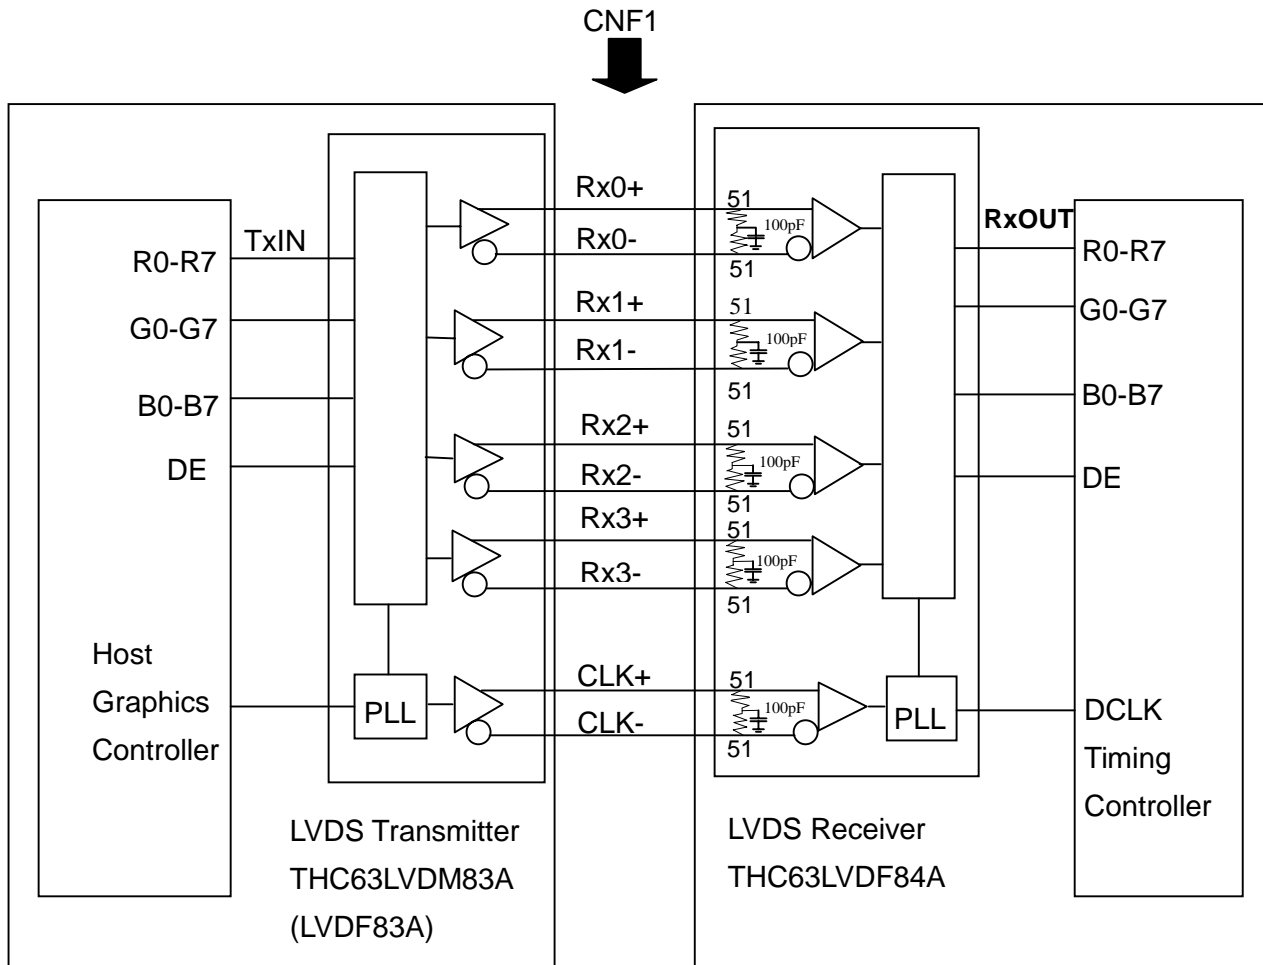 CNF1
TxIN
R0-R7
G0-G7
B0-B7
DE
Host
Graphics
Controller
PLL
LVDS Transmitter
THC63LVDM83A
(LVDF83A)
Rx0+
Rx0-
Rx1+
Rx1-
Rx2+
Rx2-
Rx3+
Rx3-
CLK+
CLK-
51
100pF
51
51
100pF
51
51
100pF
51
51
100pF
51
51
100pF
51
PLL
LVDS Receiver
THC63LVDF84A
RxOUT
R0-R7
G0-G7
B0-B7
DE
DCLK
Timing
Controller